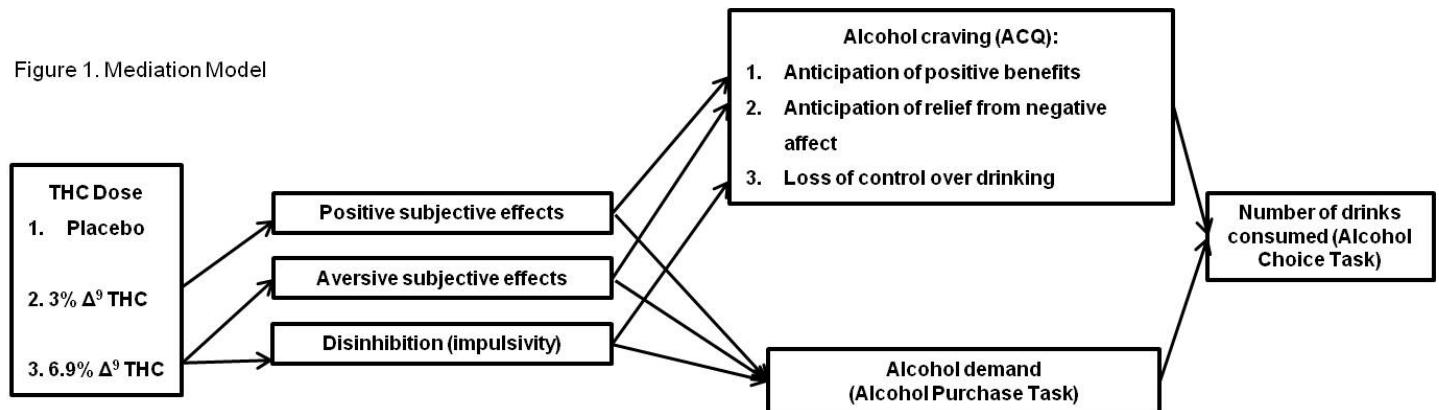 Figure 1. Mediation Model
THC Dose
1. Placebo
2. 3% Δ⁹ THC
3. 6.9% Δ⁹ THC
Positive subjective effects
Aversive subjective effects
Disinhibition (impulsivity)
Alcohol craving (ACQ):
1. Anticipation of positive benefits
2. Anticipation of relief from negative
affect
3. Loss of control over drinking
Alcohol demand
(Alcohol Purchase Task)
Number of drinks
consumed (Alcohol
Choice Task)